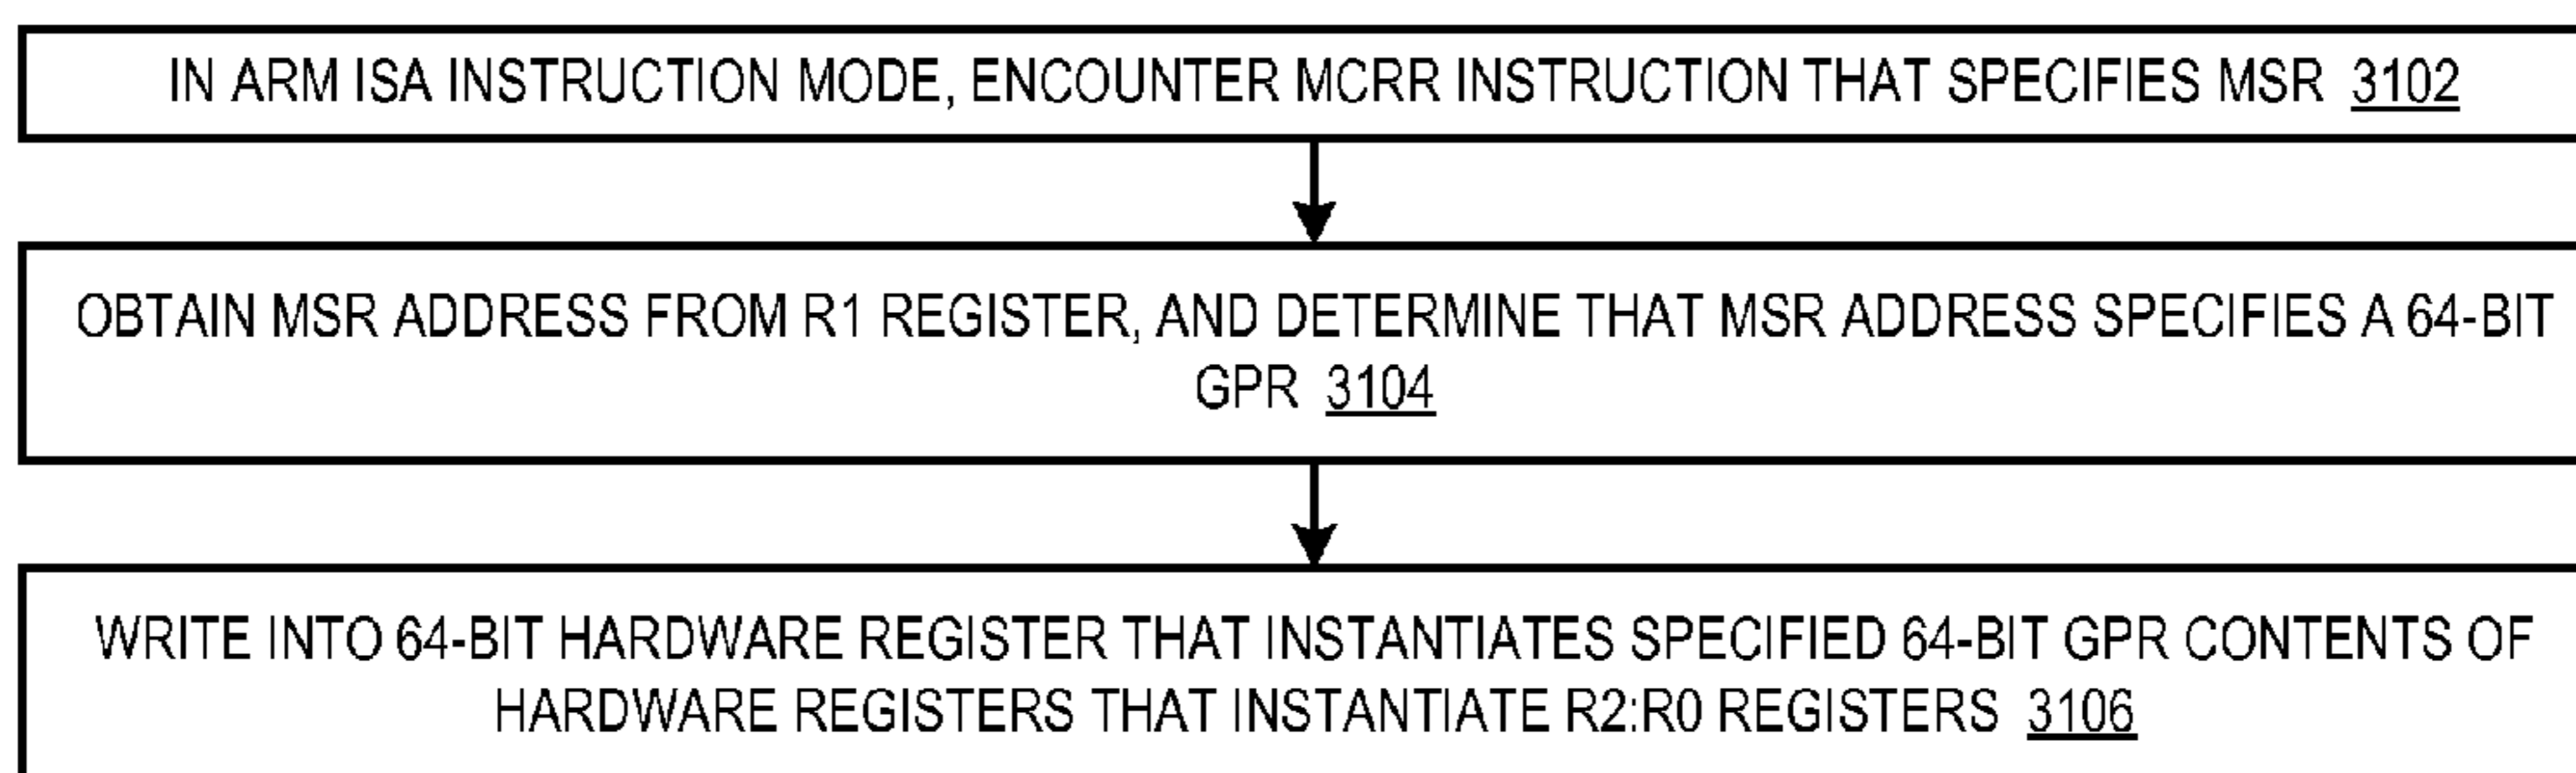 IN ARM ISA INSTRUCTION MODE, ENCOUNTER MCRR INSTRUCTION THAT SPECIFIES MSR 3102
OBTAIN MSR ADDRESS FROM R1 REGISTER, AND DETERMINE THAT MSR ADDRESS SPECIFIES A 64-BIT
GPR 3104
WRITE INTO 64-BIT HARDWARE REGISTER THAT INSTANTIATES SPECIFIED 64-BIT GPR CONTENTS OF
HARDWARE REGISTERS THAT INSTANTIATE R2:R0 REGISTERS 3106